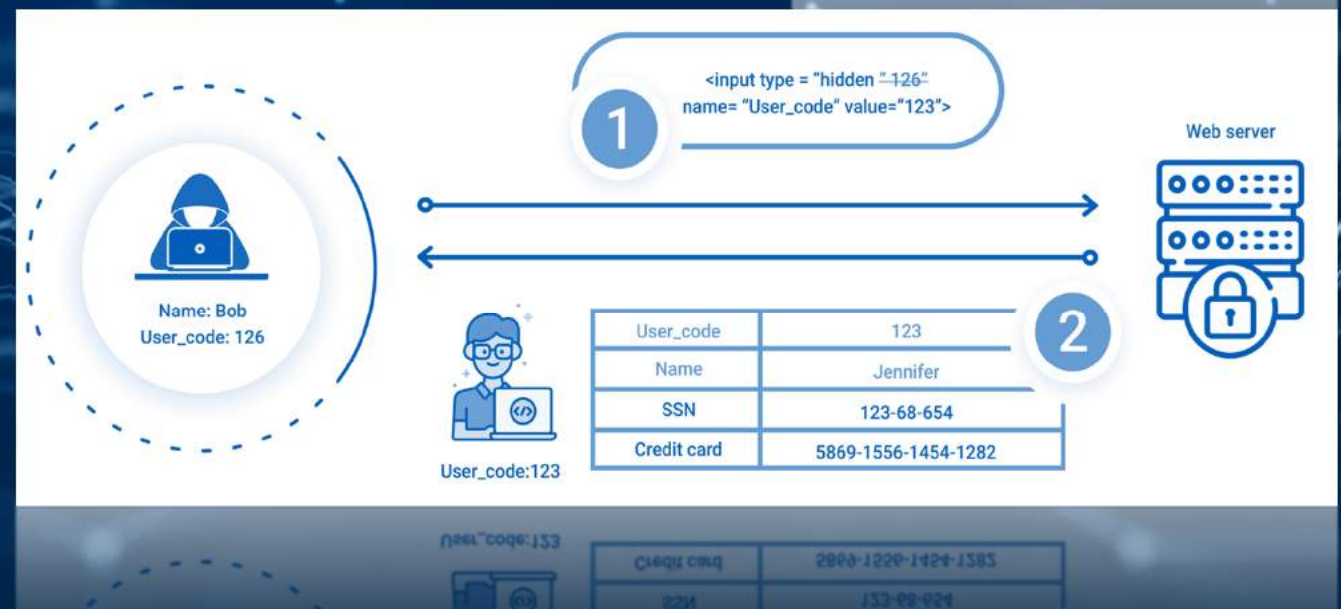 <input type = "hidden " 126"
name= "User_code" value="123">
1
Web server
Name: Bob
User_code: 126
2
User_code 123
Name Jennifer
SSN 123-68-654
Credit card 5869-1556-1454-1282
User_code:123